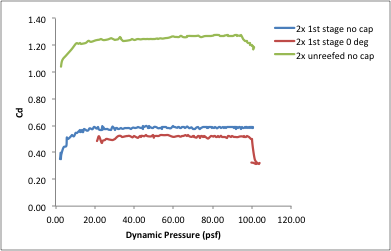 1.40
2x 1st stage no cap
1.20
2x 1st stage 0 deg
1.00
2x unreefed no cap
0.80
Cd
0.60
0.40
0.20
0.00
0.00 20.00 40.00 60.00 80.00 100.00 120.00
Dynamic Pressure (psf)